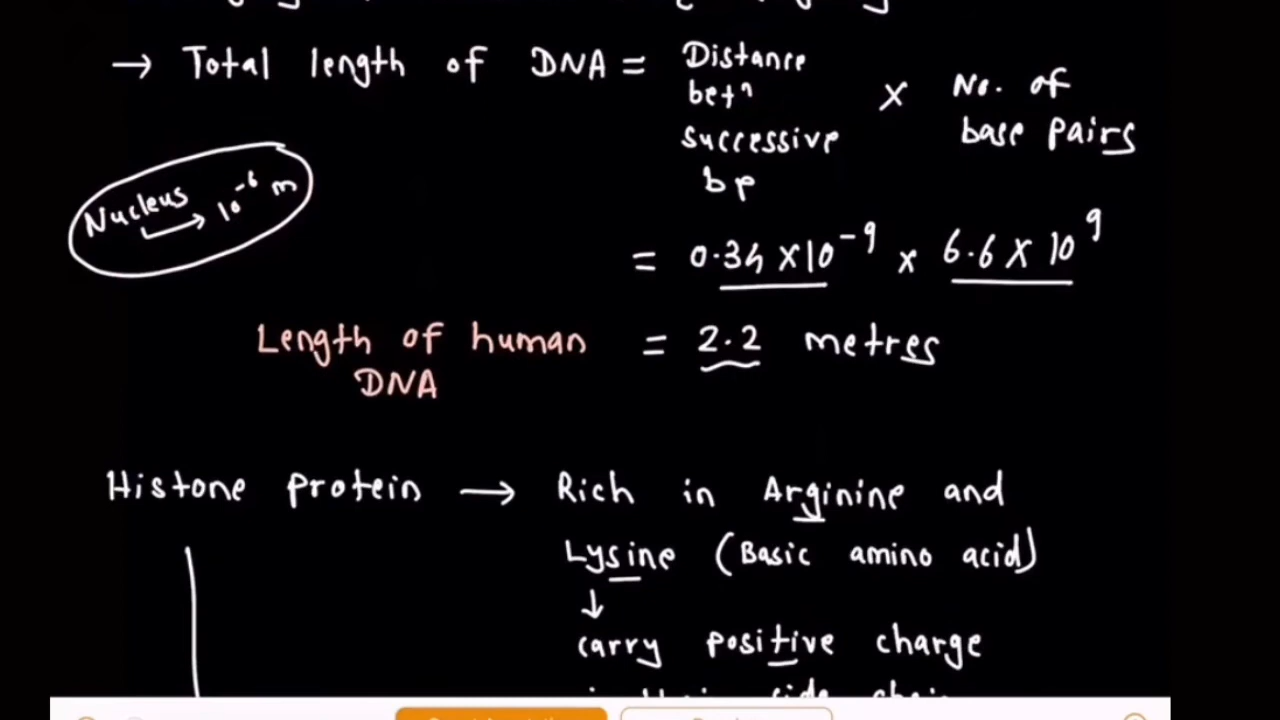 → Total length of DNA = Distance betⁿ successive bp × No. of base pairs
Nucleus → 10⁻⁶ m
= 0.34 × 10⁻⁹ × 6.6 × 10⁹
Length of human DNA = 2.2 metres
Histone protein → Rich in Arginine and
Lysine (Basic amino acid)
↓
carry positive charge
side